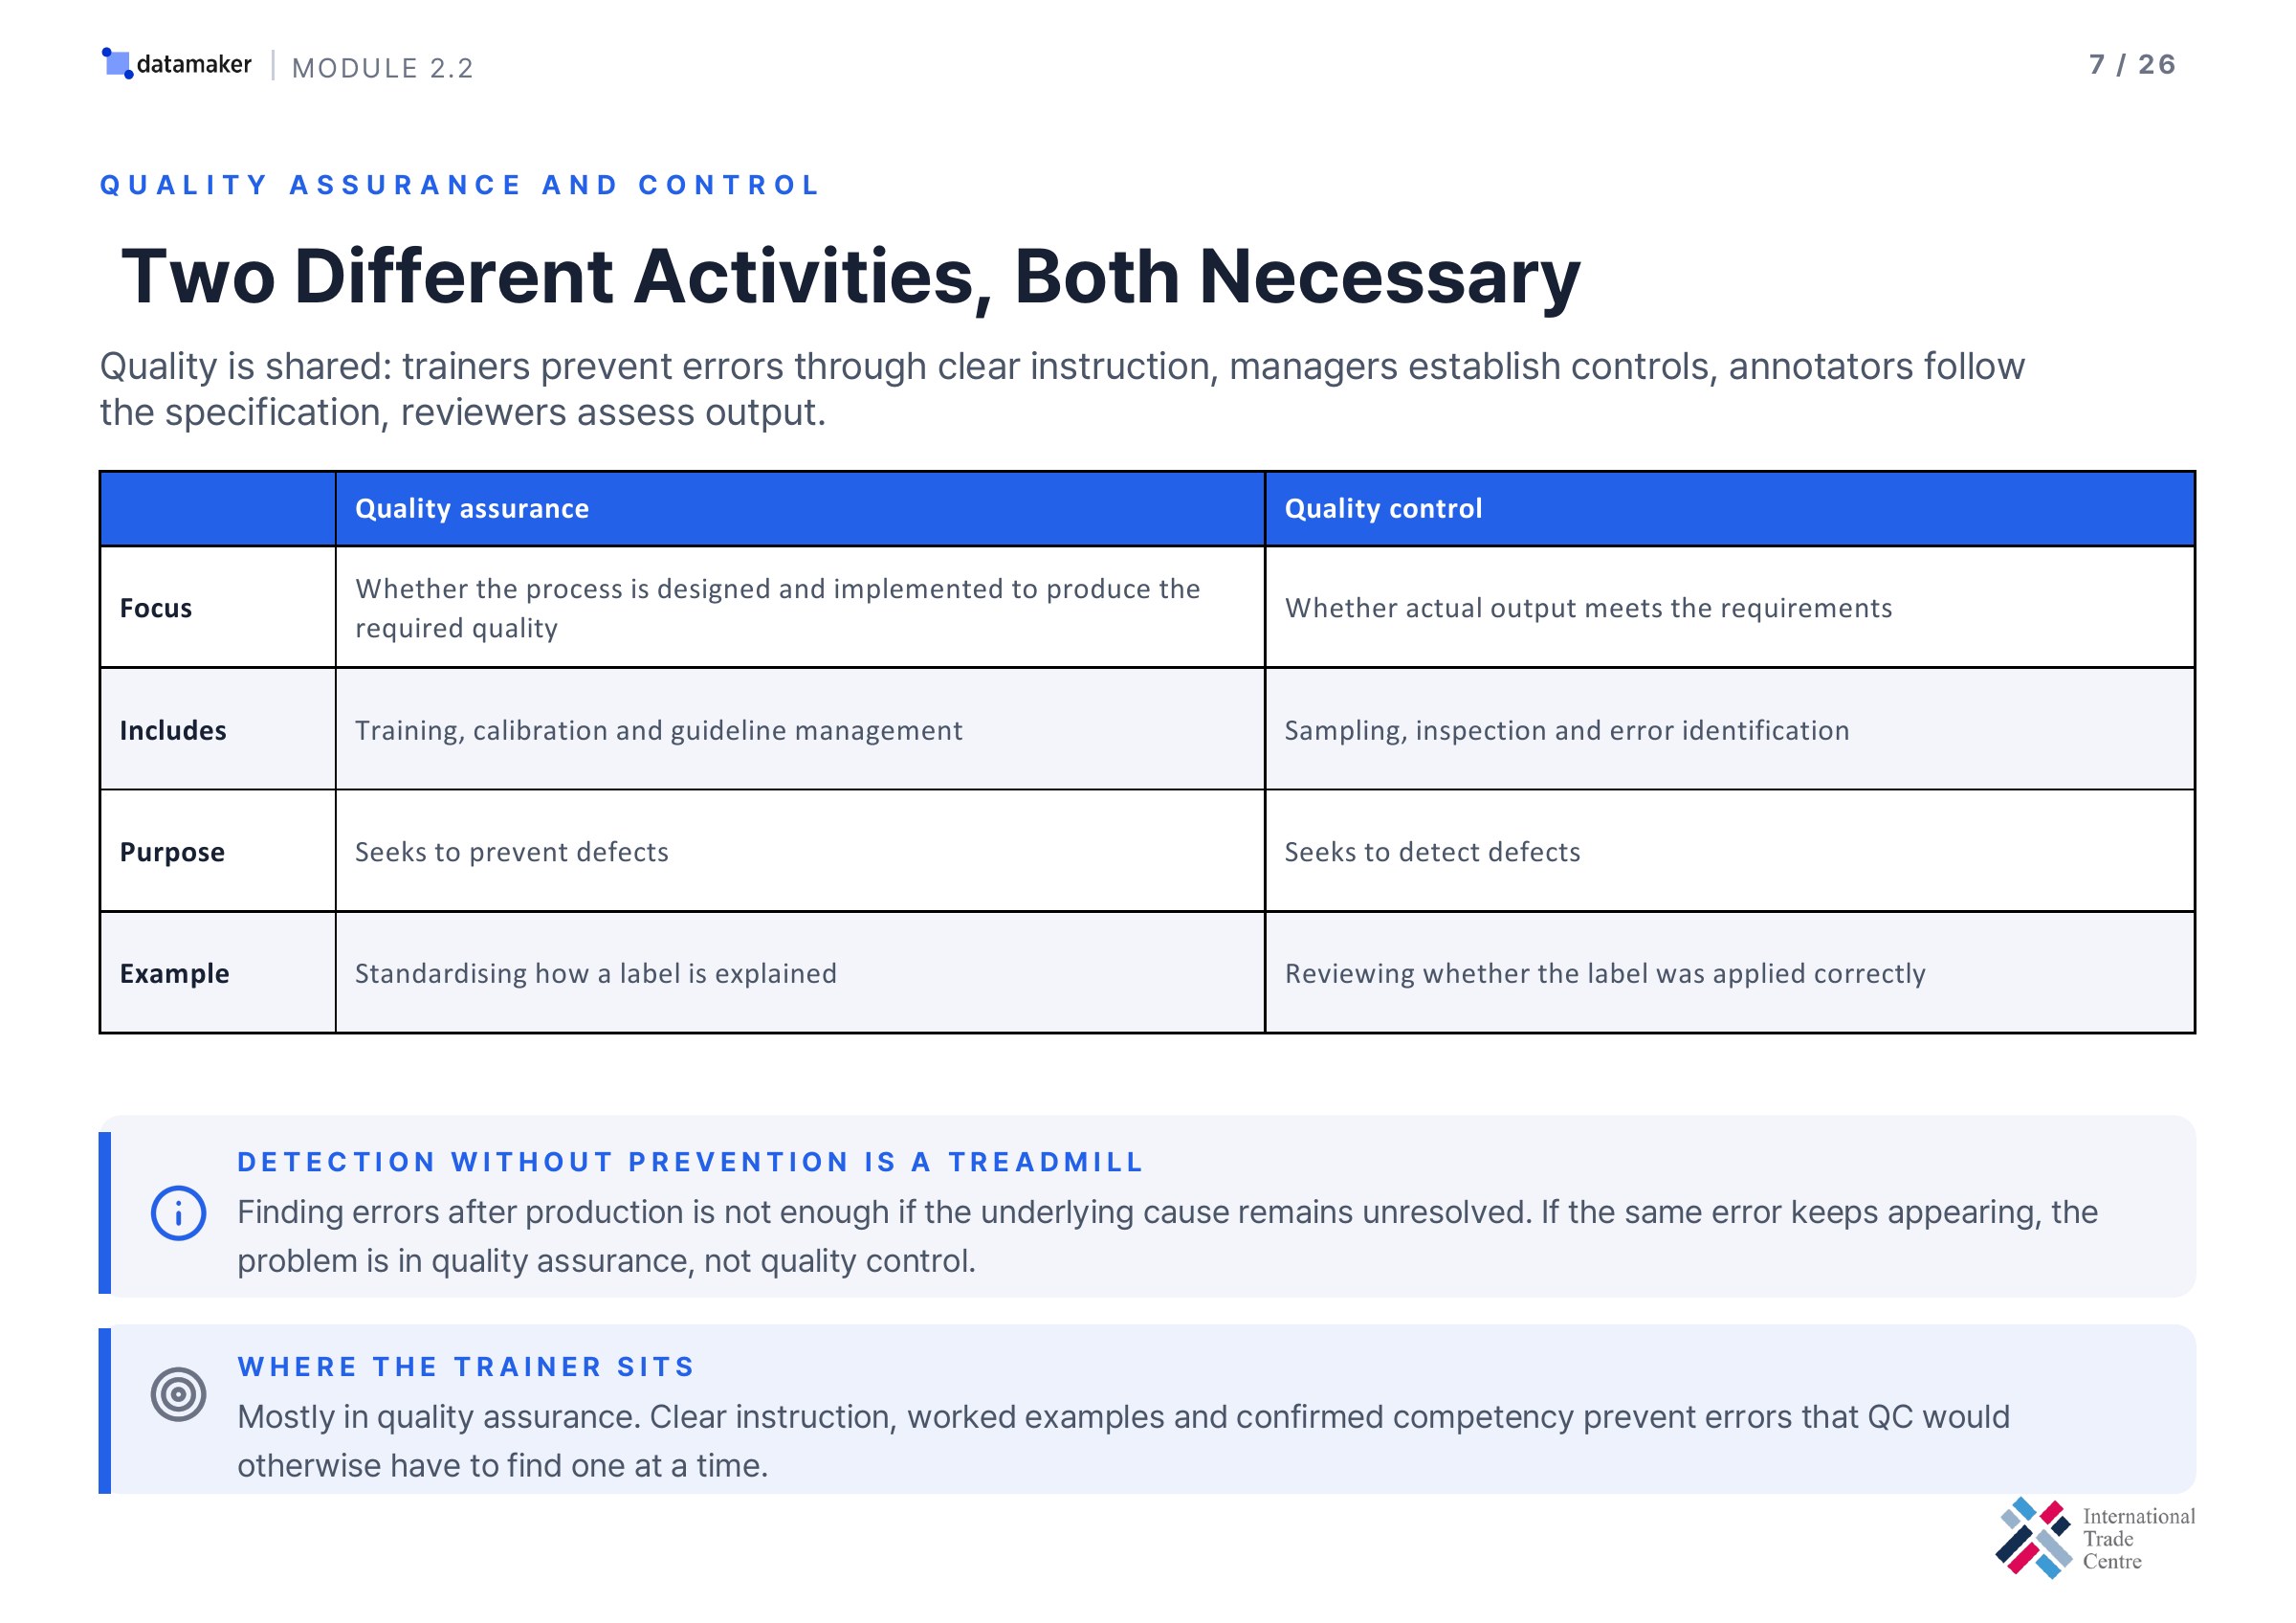 datamaker | MODULE 2.2
7 / 26
QUALITY ASSURANCE AND CONTROL
Two Different Activities, Both Necessary
Quality is shared: trainers prevent errors through clear instruction, managers establish controls, annotators follow
the specification, reviewers assess output.
Quality assurance
Quality control
Focus
Whether the process is designed and implemented to produce the
required quality
Whether actual output meets the requirements
Includes
Training, calibration and guideline management
Sampling, inspection and error identification
Purpose
Seeks to prevent defects
Seeks to detect defects
Example
Standardising how a label is explained
Reviewing whether the label was applied correctly
DETECTION WITHOUT PREVENTION IS A TREADMILL
Finding errors after production is not enough if the underlying cause remains unresolved. If the same error keeps appearing, the
problem is in quality assurance, not quality control.
WHERE THE TRAINER SITS
Mostly in quality assurance. Clear instruction, worked examples and confirmed competency prevent errors that QC would
otherwise have to find one at a time.
International
Trade
Centre